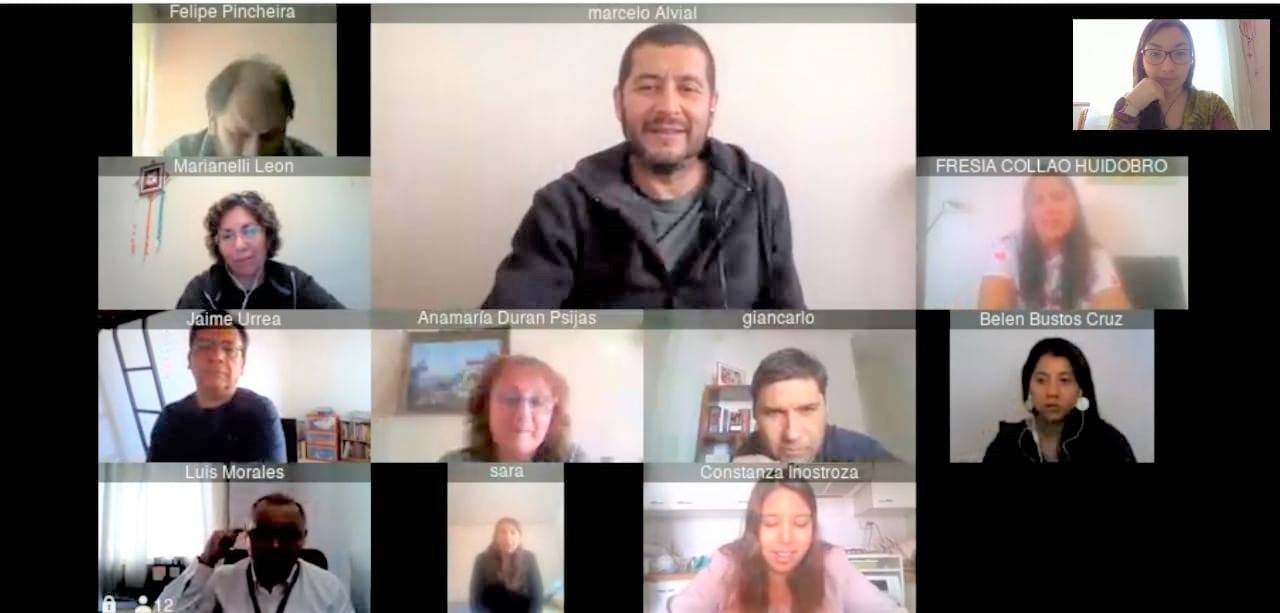 Felipe Pincheira
marcelo Alvial
Marianelli Leon
FRESIA COLLAO HUIDOBRO
Jaime Urrea
Anamaría Duran Psijas
giancarlo
Belen Bustos Cruz
Luis Morales
sara
Constanza Inostroza
12